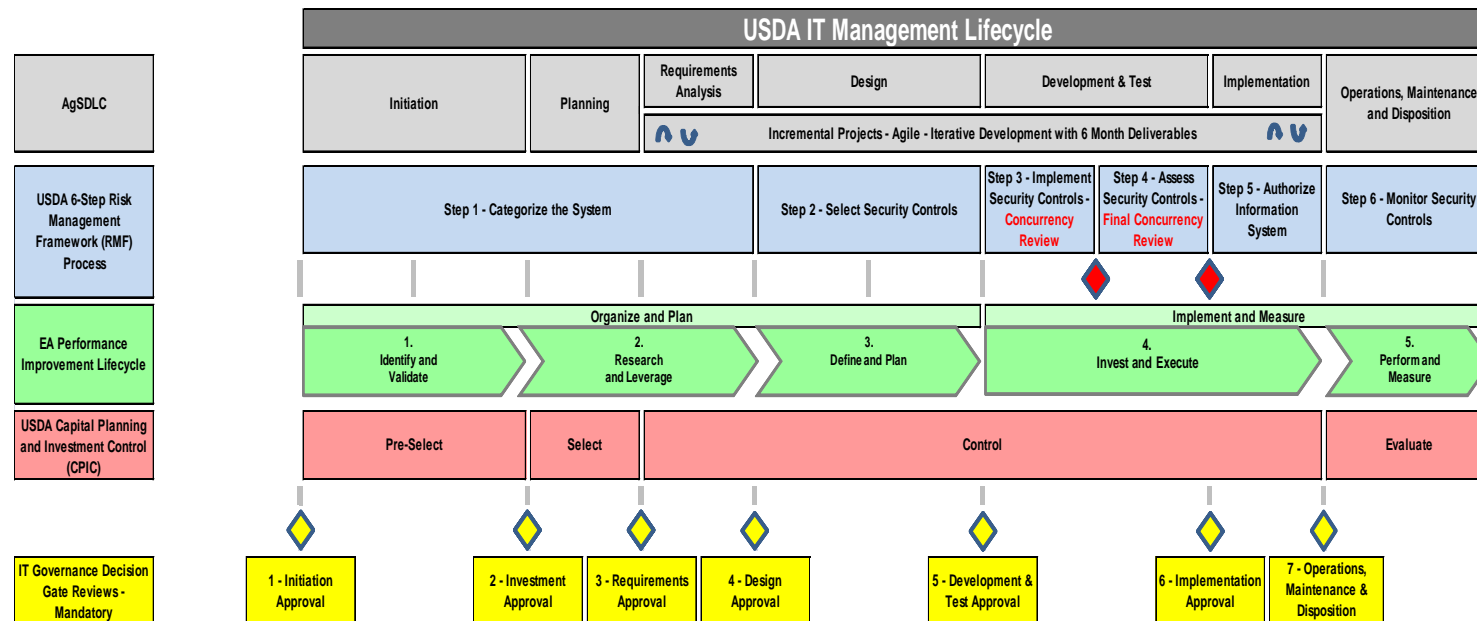 USDA IT Management Lifecycle
AgSDLC
Initiation
Planning
Requirements
Analysis
Design
Development & Test
Implementation
Operations, Maintenance
and Disposition
Incremental Projects - Agile - Iterative Development with 6 Month Deliverables
USDA 6-Step Risk
Management
Framework (RMF)
Process
Step 1 - Categorize the System
Step 2 - Select Security Controls
Step 3 - Implement
Security Controls -
Concurrency
Review
Step 4 - Assess
Security Controls -
Final Concurrency
Review
Step 5 - Authorize
Information
System
Step 6 - Monitor Security
Controls
EA Performance
Improvement Lifecycle
Organize and Plan
Implement and Measure
1.
Identify and
Validate
2.
Research
and Leverage
3.
Define and Plan
4.
Invest and Execute
5.
Perform and
Measure
USDA Capital Planning
and Investment Control
(CPIC)
Pre-Select
Select
Control
Evaluate
IT Governance Decision
Gate Reviews -
Mandatory
1 - Initiation
Approval
2 - Investment
Approval
3 - Requirements
Approval
4 - Design
Approval
5 - Development &
Test Approval
6 - Implementation
Approval
7 - Operations,
Maintenance &
Disposition